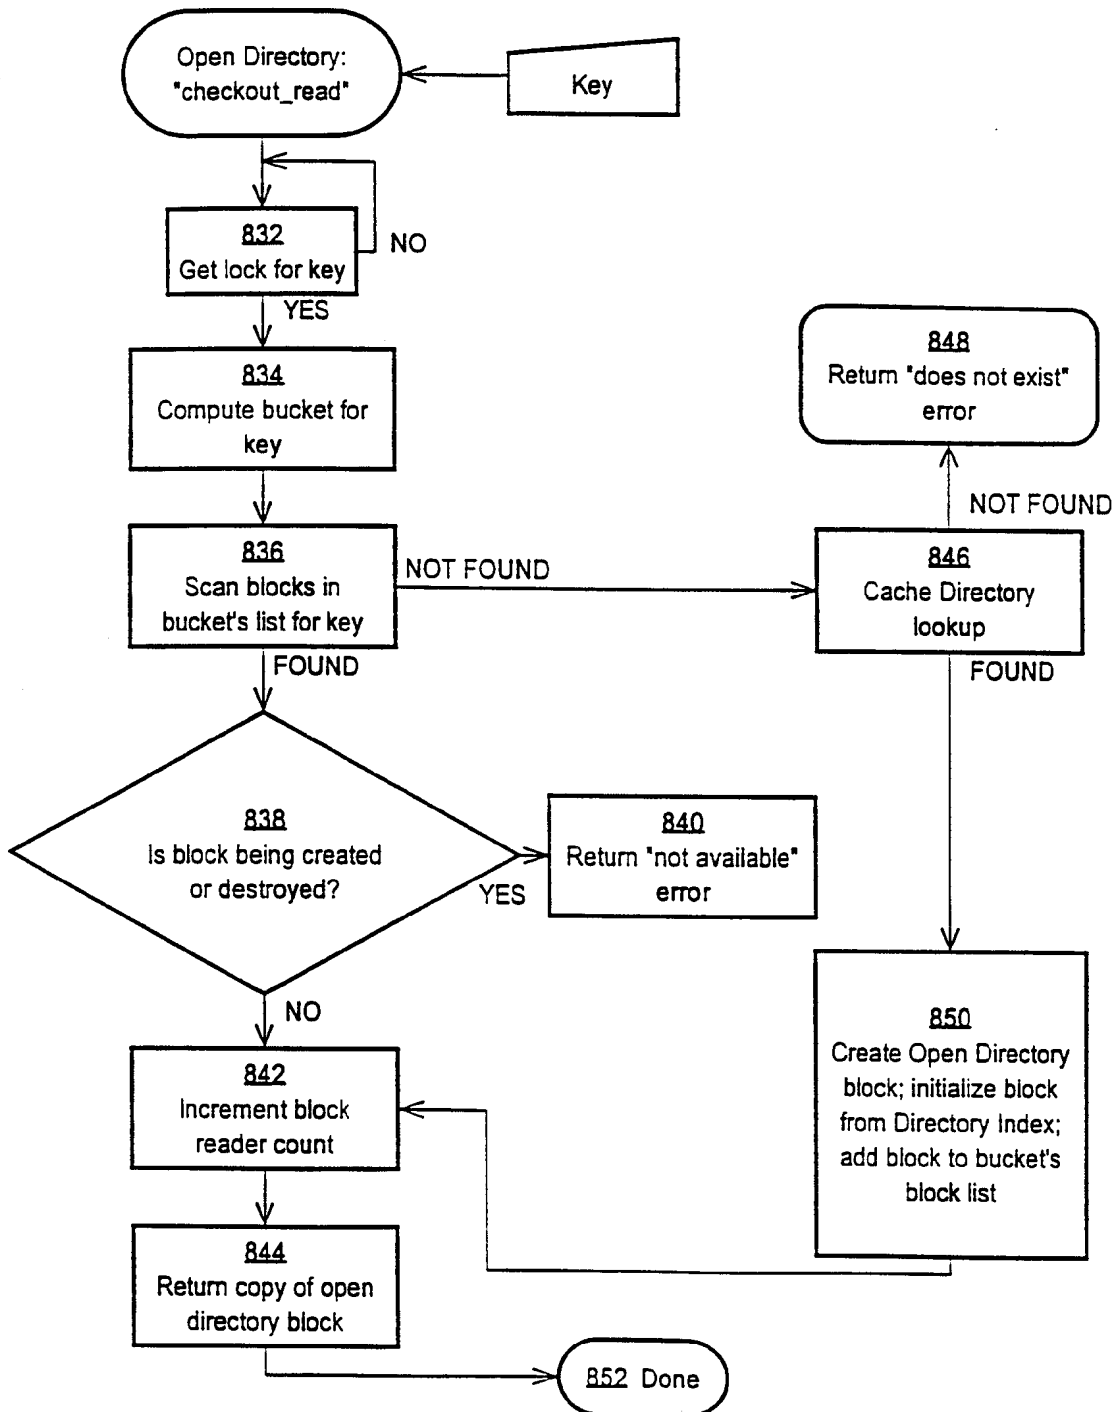 Open Directory:
"checkout_read"
Key
832
Get lock for key
NO
YES
834
Compute bucket for
key
836
Scan blocks in
bucket's list for key
NOT FOUND
FOUND
848
Return "does not exist"
error
NOT FOUND
846
Cache Directory
lookup
FOUND
838
Is block being created
or destroyed?
YES
840
Return "not available"
error
NO
842
Increment block
reader count
850
Create Open Directory
block; initialize block
from Directory Index;
add block to bucket's
block list
844
Return copy of open
directory block
852 Done